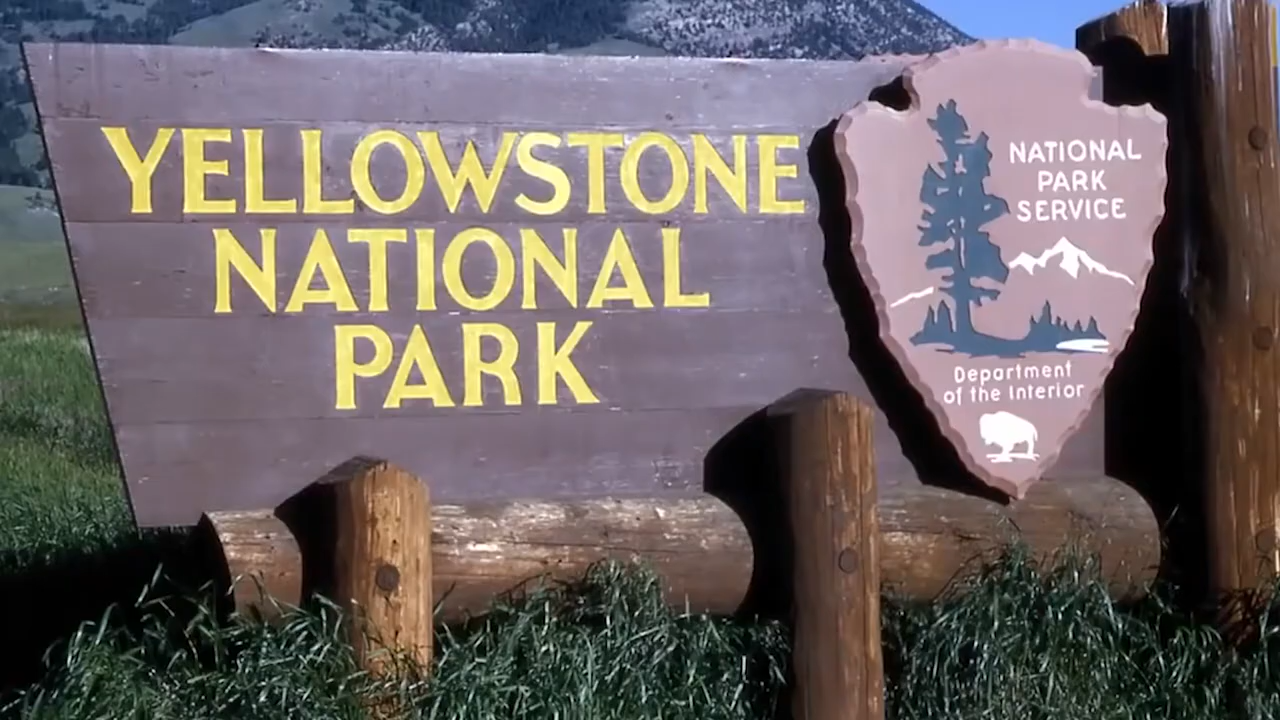 YELLOWSTONE
NATIONAL
PARK
NATIONAL
PARK
SERVICE
Department
of the Interior